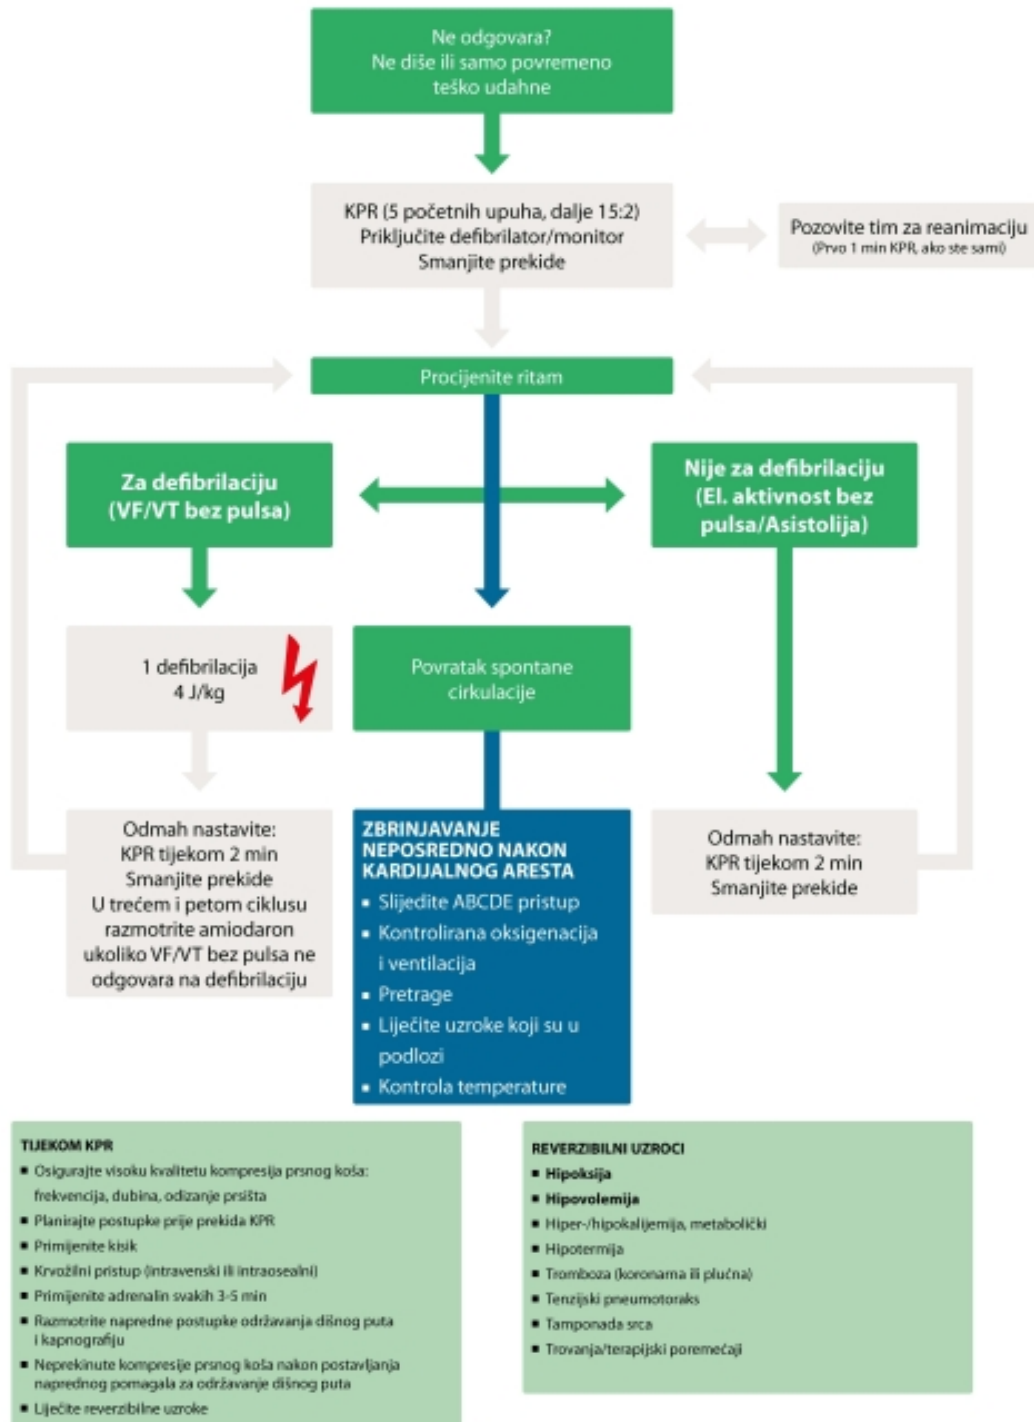 Ne odgovara?
Ne diše ili samo povremeno
teško udahne
KPR (5 početnih upuha, dalje 15:2)
Priključite defibrilator/monitor
Smanjite prekide
Pozovite tim za reanimaciju
(Prvo 1 min KPR, ako ste sami)
Procijenite ritam
Za defibrilaciju
(VF/VT bez pulsa)
Nije za defibrilaciju
(El. aktivnost bez
pulsa/Asistolija)
1 defibrilacija
4 J/kg
Povratak spontane
cirkulacije
Odmah nastavite:
KPR tijekom 2 min
Smanjite prekide
U trećem i petom ciklusu
razmotrite amiodaron
ukoliko VF/VT bez pulsa ne
odgovara na defibrilaciju
ZBRINJAVANJE
NEPOSREDNO NAKON
KARDIJALNOG ARESTA
▪ Slijedite ABCDE pristup
▪ Kontrolirana oksigenacija
i ventilacija
▪ Pretrage
▪ Liječite uzroke koji su u
podlozi
▪ Kontrola temperature
Odmah nastavite:
KPR tijekom 2 min
Smanjite prekide
TIJEKOM KPR
▪ Osigurajte visoku kvalitetu kompresija prsnog koša:
frekvencija, dubina, odizanje prsišta
▪ Planirajte postupke prije prekida KPR
▪ Primijenite kisik
▪ Krvožilni pristup (intravenski ili intraosealni)
▪ Primijenite adrenalin svakih 3-5 min
▪ Razmotrite napredne postupke održavanja dišnog puta
i kapnografiju
▪ Neprekinute kompresije prsnog koša nakon postavljanja
naprednog pomagala za održavanje dišnog puta
▪ Liječite reverzibilne uzroke
REVERZIBILNI UZROCI
▪ Hipoksija
▪ Hipovolemija
▪ Hiper-/hipokalijemija, metabolički
▪ Hipotermija
▪ Tromboza (koronarna ili plućna)
▪ Tenzijski pneumotoraks
▪ Tamponada srca
▪ Trovanja/terapijski poremećaji